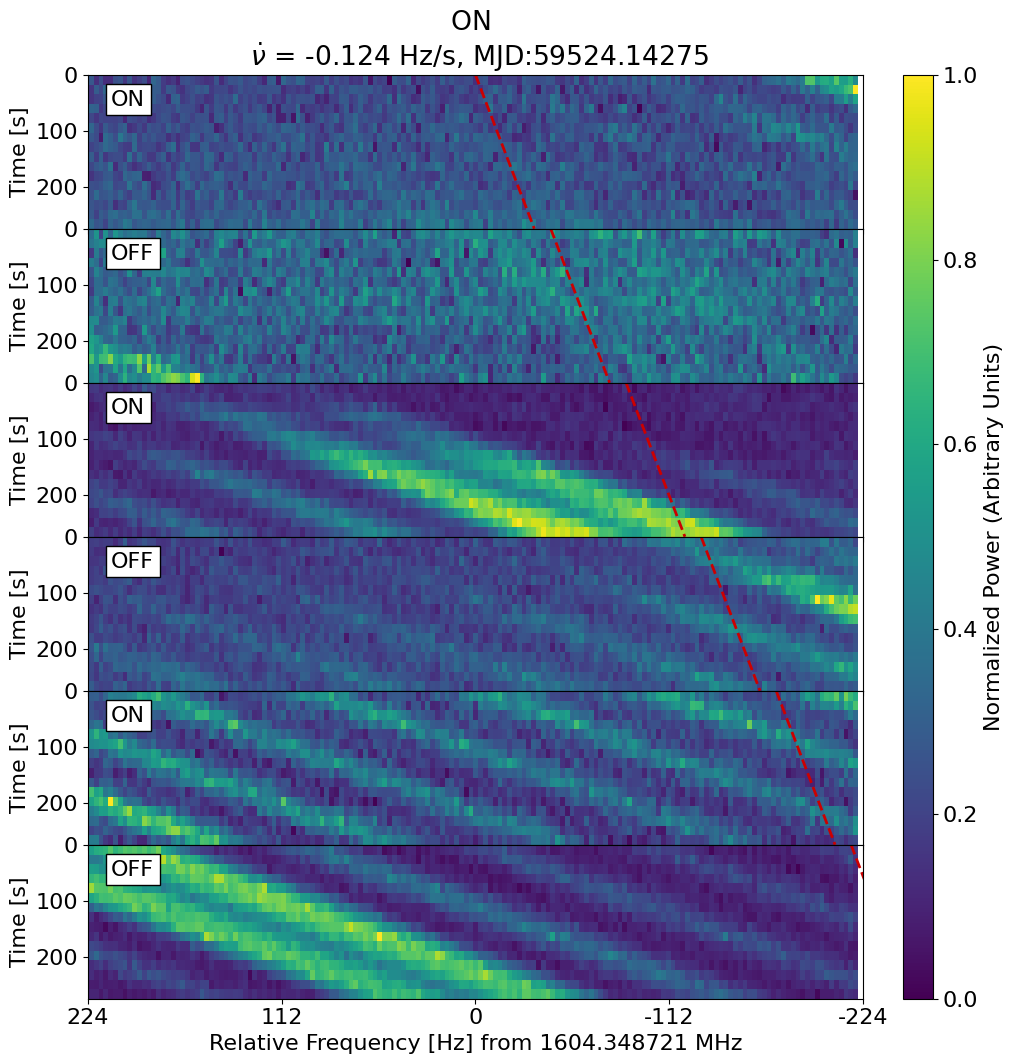 ON
ν̇ = -0.124 Hz/s, MJD:59524.14275
0
100
200
Time [s]
ON
0
100
200
Time [s]
OFF
0
100
200
Time [s]
ON
0
100
200
Time [s]
OFF
0
100
200
Time [s]
ON
0
100
200
Time [s]
OFF
224 112 0 -112 -224
Relative Frequency [Hz] from 1604.348721 MHz
1.0
0.8
0.6
0.4
0.2
0.0
Normalized Power (Arbitrary Units)